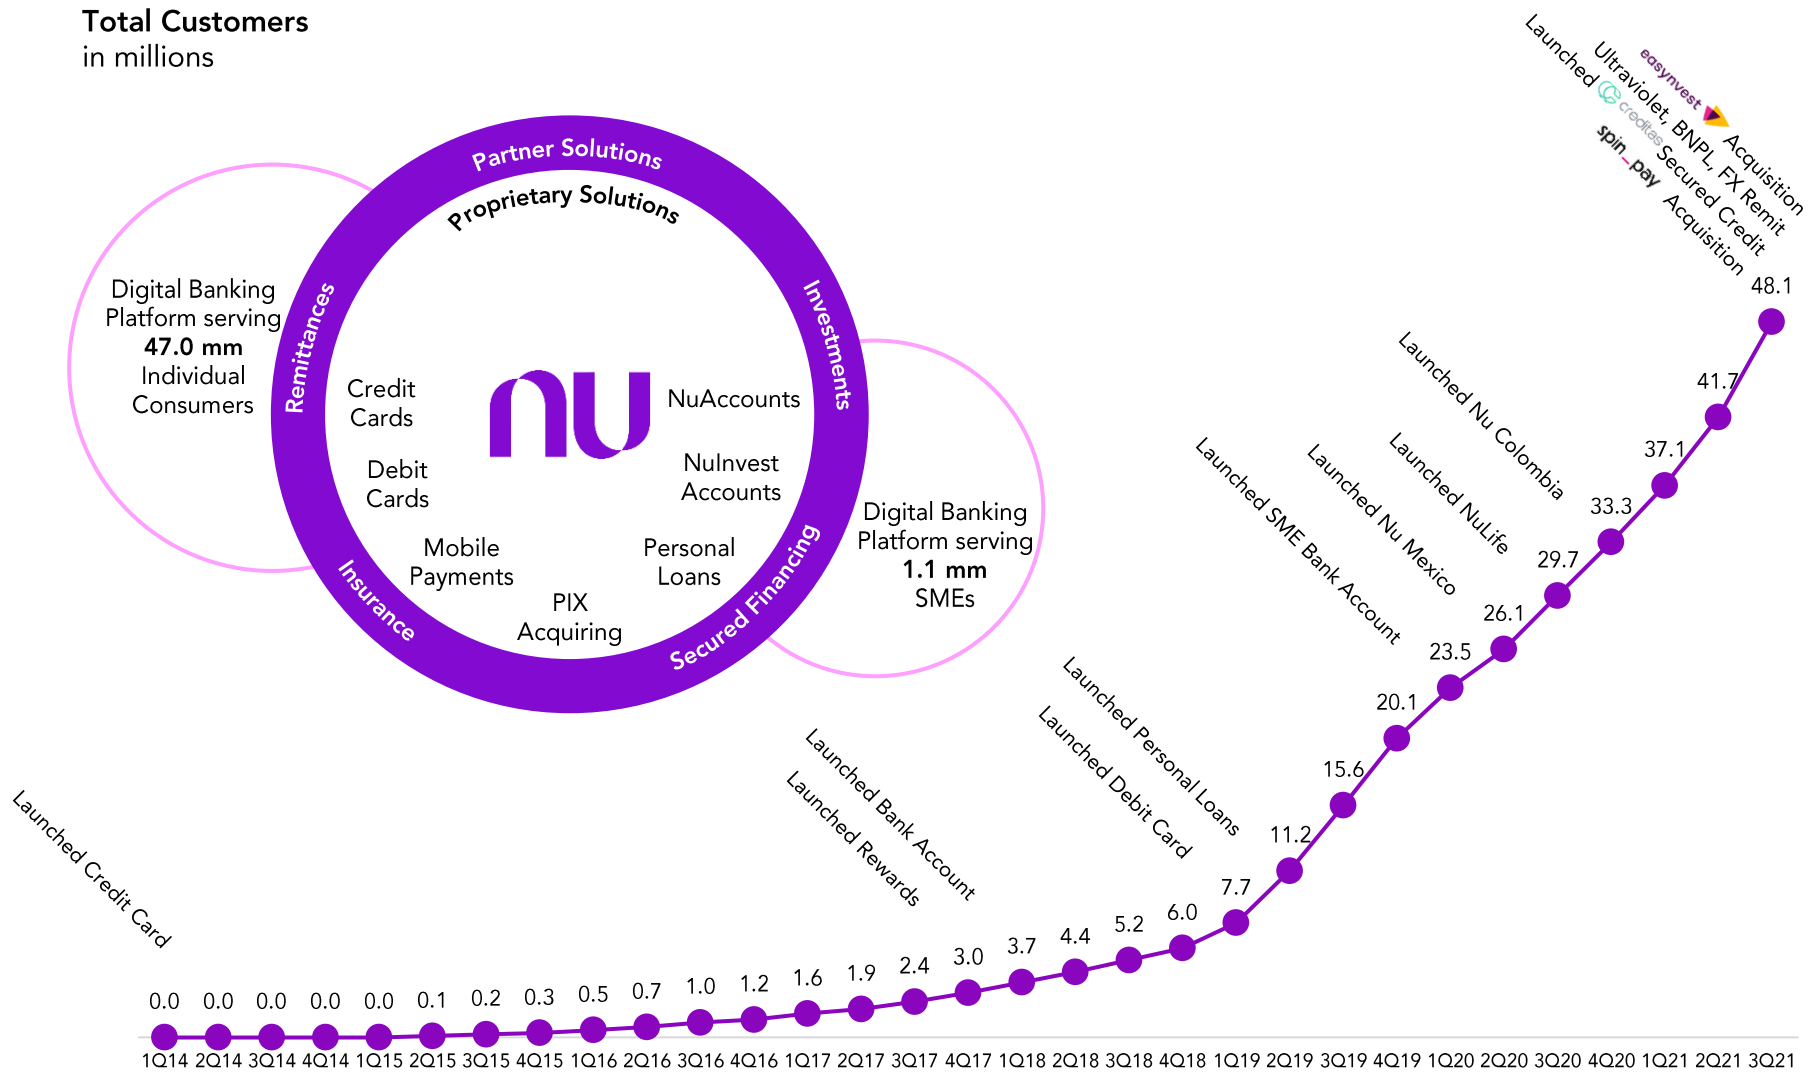 Total Customers
in millions
Partner Solutions
Proprietary Solutions
Remittances
Investments
Insurance
Secured Financing
Digital Banking
Platform serving
47.0 mm
Individual
Consumers
Credit
Cards
Debit
Cards
Mobile
Payments
PIX
Acquiring
Personal
Loans
NuInvest
Accounts
NuAccounts
nu
Digital Banking
Platform serving
1.1 mm
SMEs
Launched Credit Card
Launched Rewards
Launched Bank Account
Launched Debit Card
Launched Personal Loans
Launched SME Bank Account
Launched Nu Mexico
Launched NuLife
Launched Nu Colombia
spin_pay Acquisition
Launched creditas Secured Credit
Ultraviolet, BNPL, FX Remit
easynvest Acquisition
0.0 0.0 0.0 0.0 0.0 0.1 0.2 0.3 0.5 0.7 1.0 1.2 1.6 1.9 2.4 3.0 3.7 4.4 5.2 6.0 7.7 11.2 15.6 20.1 23.5 26.1 29.7 33.3 37.1 41.7 48.1
1Q14 2Q14 3Q14 4Q14 1Q15 2Q15 3Q15 4Q15 1Q16 2Q16 3Q16 4Q16 1Q17 2Q17 3Q17 4Q17 1Q18 2Q18 3Q18 4Q18 1Q19 2Q19 3Q19 4Q19 1Q20 2Q20 3Q20 4Q20 1Q21 2Q21 3Q21